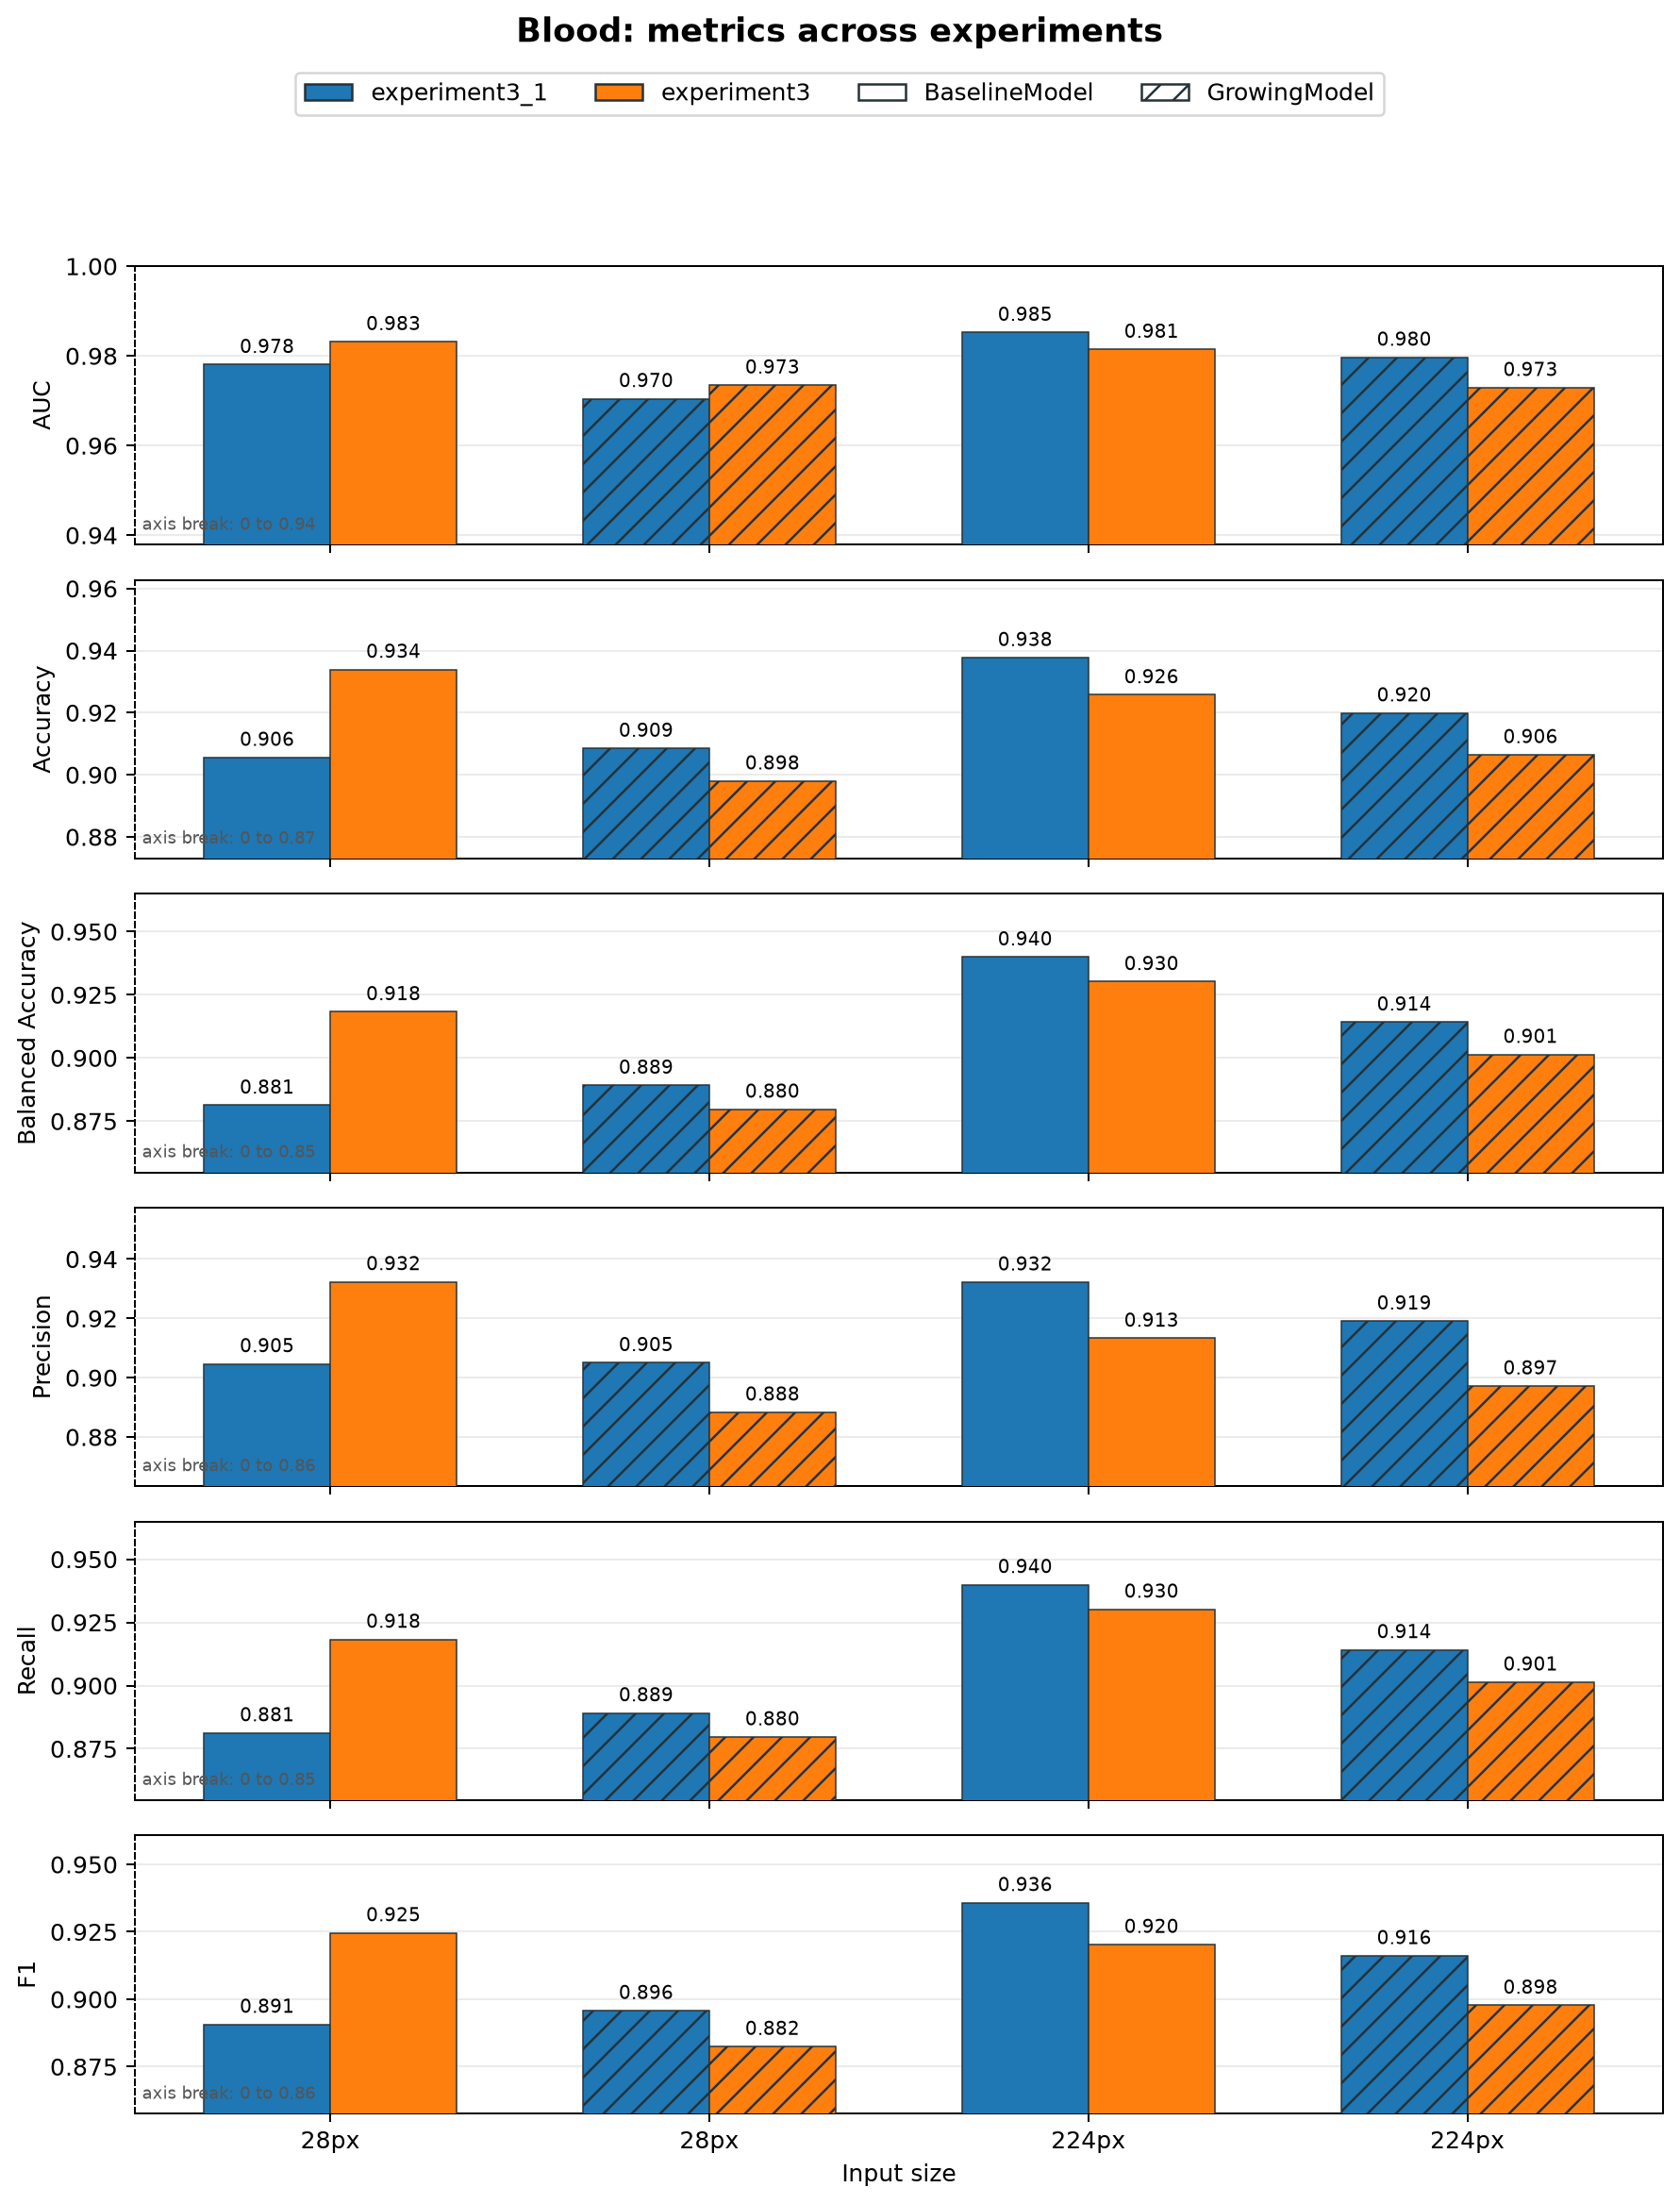 Blood: metrics across experiments
experiment3_1 experiment3 BaselineModel GrowingModel
AUC
1.00
0.98
0.96
0.94
0.978 0.983 0.970 0.973 0.985 0.981 0.980 0.973
axis break: 0 to 0.94
Accuracy
0.96
0.94
0.92
0.90
0.88
0.906 0.934 0.909 0.898 0.938 0.926 0.920 0.906
axis break: 0 to 0.87
Balanced Accuracy
0.950
0.925
0.900
0.875
0.881 0.918 0.889 0.880 0.940 0.930 0.914 0.901
axis break: 0 to 0.85
Precision
0.94
0.92
0.90
0.88
0.905 0.932 0.905 0.888 0.932 0.913 0.919 0.897
axis break: 0 to 0.86
Recall
0.950
0.925
0.900
0.875
0.881 0.918 0.889 0.880 0.940 0.930 0.914 0.901
axis break: 0 to 0.85
F1
0.950
0.925
0.900
0.875
0.891 0.925 0.896 0.882 0.936 0.920 0.916 0.898
axis break: 0 to 0.86
28px 28px 224px 224px
Input size